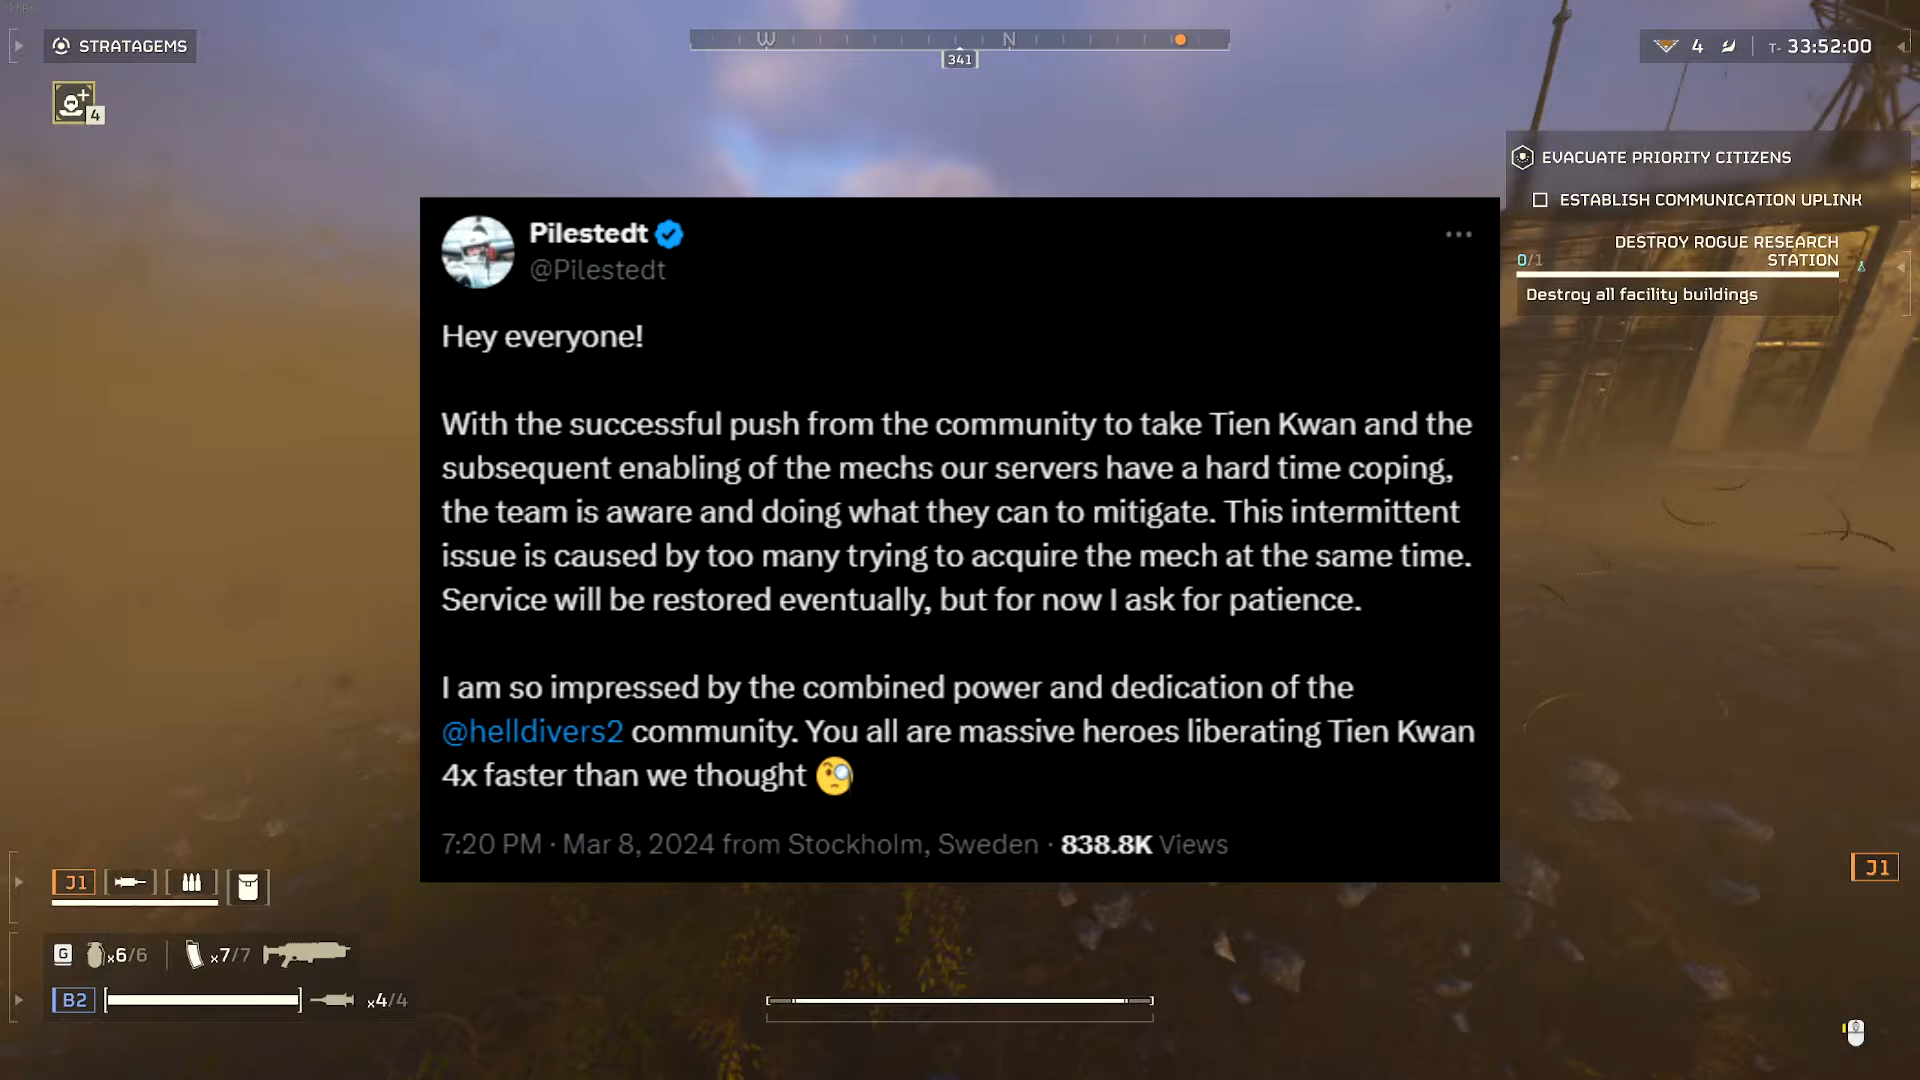 STRATAGEMS
4
W
N
341
4
T- 33:52:00
EVACUATE PRIORITY CITIZENS
ESTABLISH COMMUNICATION UPLINK
DESTROY ROGUE RESEARCH
STATION
0/1
Destroy all facility buildings
Pilestedt
@Pilestedt
Hey everyone!
With the successful push from the community to take Tien Kwan and the
subsequent enabling of the mechs our servers have a hard time coping,
the team is aware and doing what they can to mitigate. This intermittent
issue is caused by too many trying to acquire the mech at the same time.
Service will be restored eventually, but for now I ask for patience.
I am so impressed by the combined power and dedication of the
@helldivers2 community. You all are massive heroes liberating Tien Kwan
4x faster than we thought 🧐
7:20 PM · Mar 8, 2024 from Stockholm, Sweden · 838.8K Views
J1
J1
G x6/6 x7/7
B2 x4/4